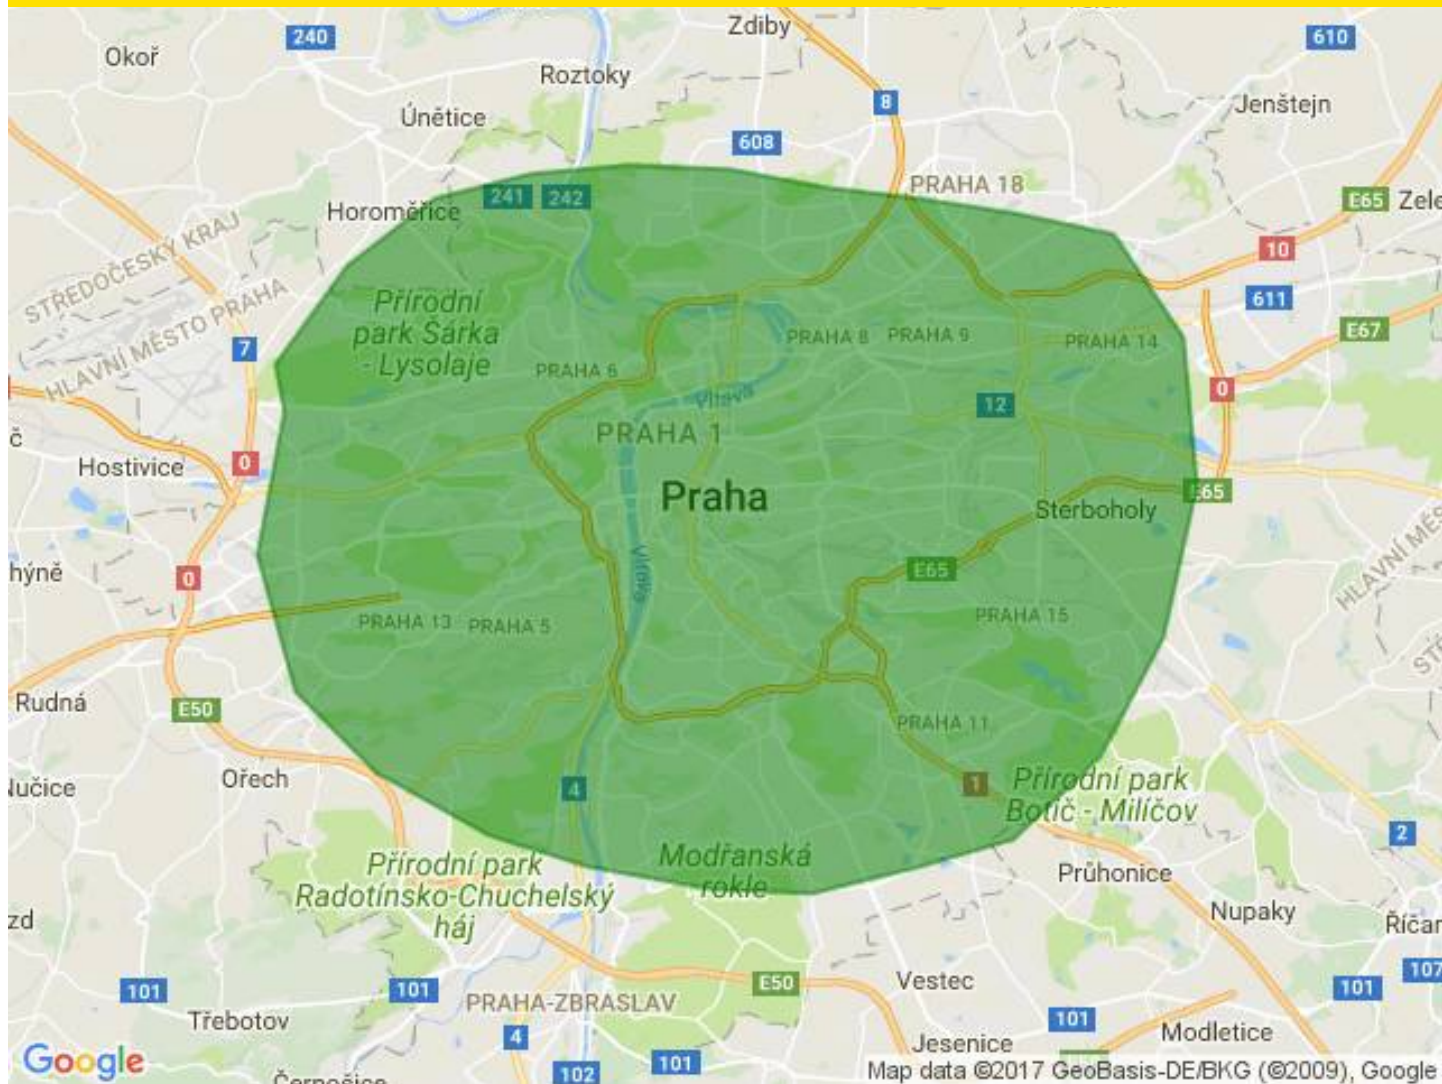 Zdiby
240
610
Okoř
Roztoky
8
Jenštejn
Únětice
608
PRAHA 18
241
242
E65
Zele
Horoměřice
STŘEDOČESKÝ KRAJ
10
HLAVNÍ MĚSTO PRAHA
Přírodní
park Šárka
- Lysolaje
611
E67
7
PRAHA 8
PRAHA 9
PRAHA 14
PRAHA 6
0
Vltava
12
č
PRAHA 1
Hostivice
0
Praha
E65
Sterboholy
HLAVNÍ MĚS
hýně
0
Vltava
E65
PRAHA 13
PRAHA 5
PRAHA 15
STŘ
Rudná
E50
PRAHA 11
Ořech
Nučice
4
1
Přírodní park
Botič - Milíčov
2
Přírodní park
Radotínsko-Chuchelský
háj
Modřanská
rokle
Průhonice
zd
Nupaky
Říčan
107
101
101
E50
Vestec
101
PRAHA-ZBRASLAV
Třebotov
4
101
Modletice
Jesenice
Google
Černošice
102
101
Map data ©2017 GeoBasis-DE/BKG (©2009), Google